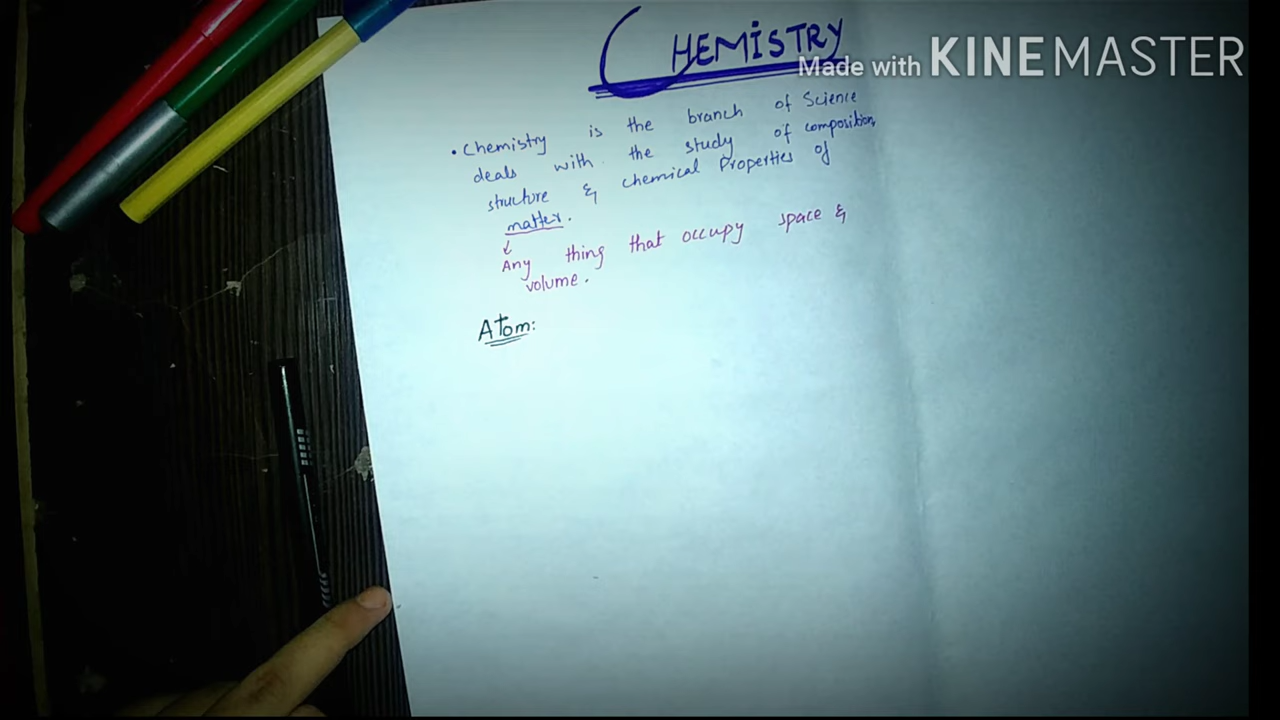 CHEMISTRY
Made with KINEMASTER
• Chemistry is the branch of Science
deals with the study of composition,
structure & chemical Properties of
matter.
Any thing that occupy space &
volume.
Atom: